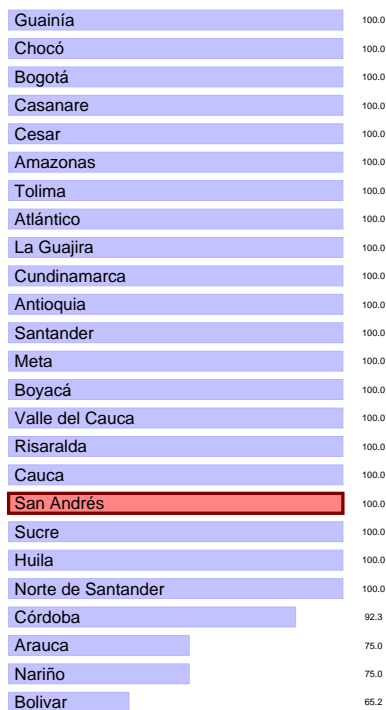 Guainía 100.0
Chocó 100.0
Bogotá 100.0
Casanare 100.0
Cesar 100.0
Amazonas 100.0
Tolima 100.0
Atlántico 100.0
La Guajira 100.0
Cundinamarca 100.0
Antioquia 100.0
Santander 100.0
Meta 100.0
Boyacá 100.0
Valle del Cauca 100.0
Risaralda 100.0
Cauca 100.0
San Andrés 100.0
Sucre 100.0
Huila 100.0
Norte de Santander 100.0
Córdoba 92.3
Arauca 75.0
Nariño 75.0
Bolivar 65.2